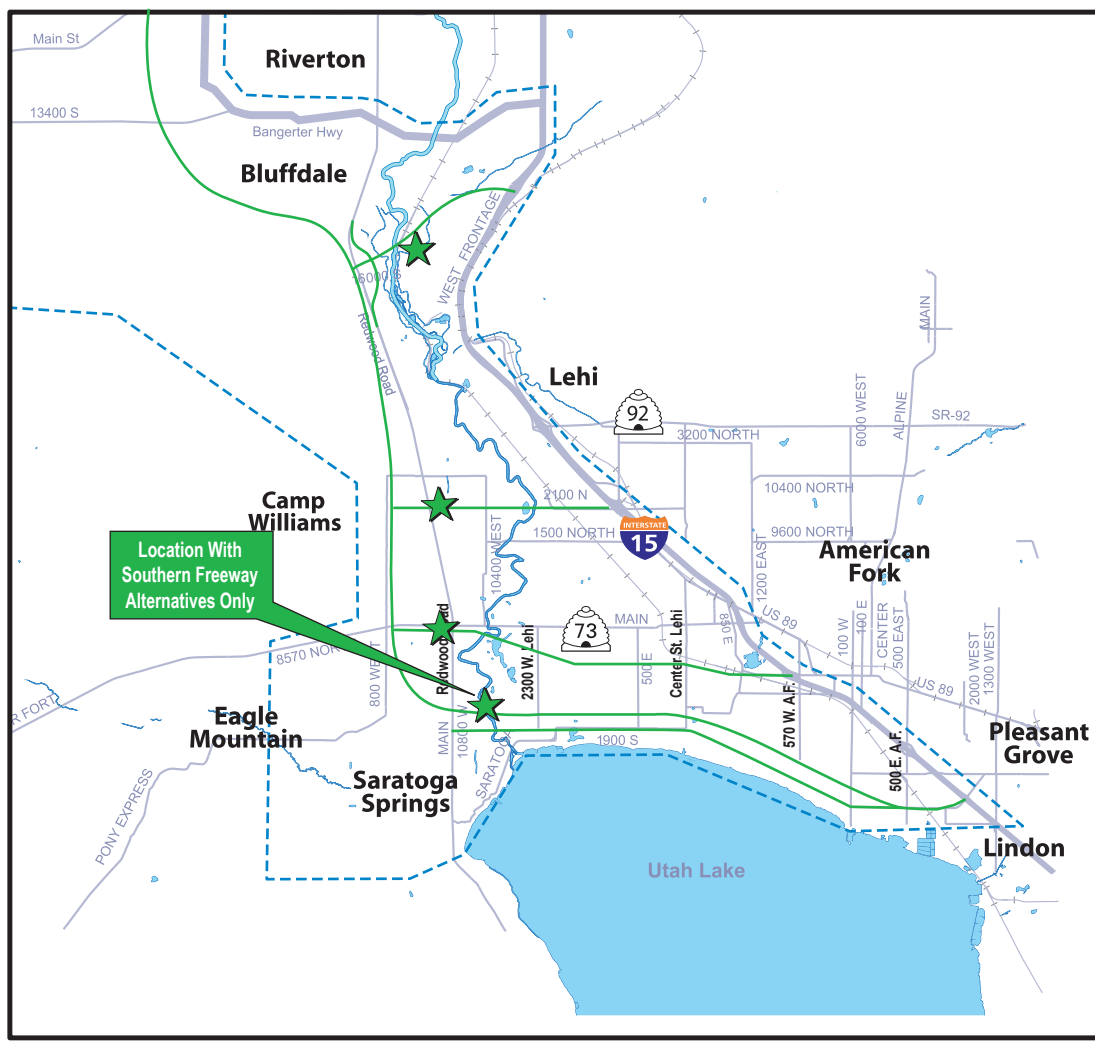 Main St
Riverton
13400 S
Bangerter Hwy
Bluffdale
WEST FRONTAGE
16000 S
Redwood Road
MAIN
Lehi
92
6000 WEST
ALPINE
SR-92
3200 NORTH
Camp
Williams
2100 N
10400 NORTH
INTERSTATE
15
1500 NORTH
9600 NORTH
10400 WEST
1200 EAST
American
Fork
Location With
Southern Freeway
Alternatives Only
73
MAIN
US 89
850 E
100 W
100 E
CENTER
500 EAST
8570
800 WEST
2300 W. Lehi
500 E
Center St. Lehi
2000 WEST
1300 WEST
US 89
R FORT
Eagle
Mountain
MAIN
10800 W
570 W. A.F.
Pleasant
Grove
1900 S
500 E. A.F.
Saratoga
Springs
PONY EXPRESS
Lindon
Utah Lake